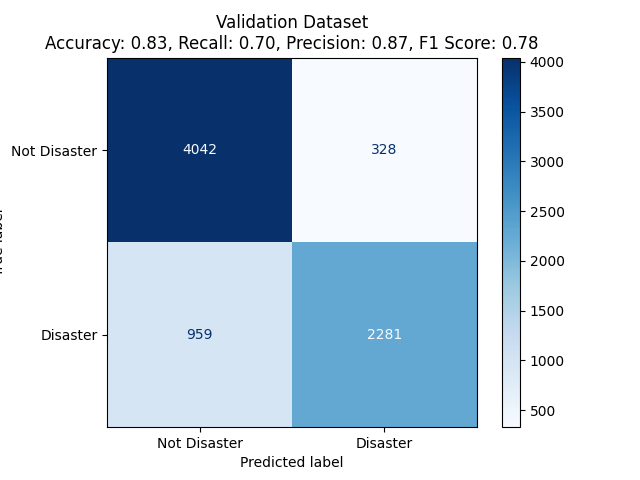 Validation Dataset
Accuracy: 0.83, Recall: 0.70, Precision: 0.87, F1 Score: 0.78
Not Disaster
4042
328
Disaster
959
2281
Not Disaster
Disaster
Predicted label
4000
3500
3000
2500
2000
1500
1000
500